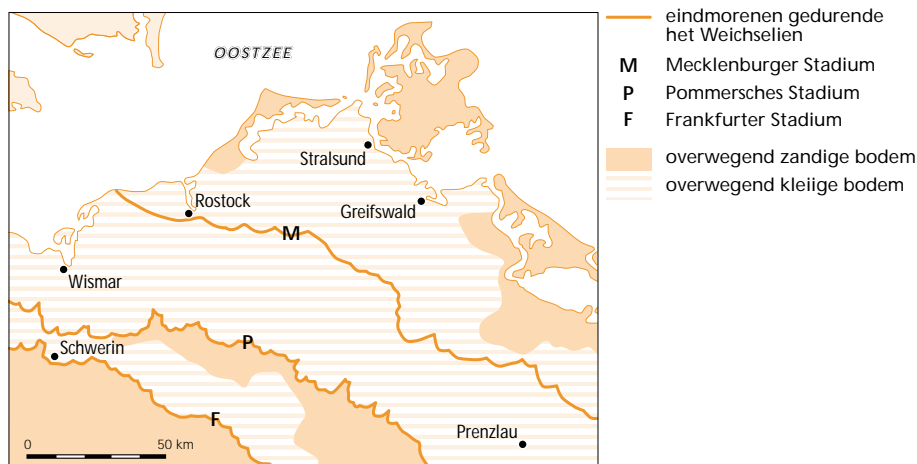 OOSTZEE
Stralsund
Rostock
Greifswald
M
Wismar
P
Schwerin
F
Prenzlau
0 50 km
eindmorenen gedurende
het Weichselien
M Mecklenburger Stadium
P Pommersches Stadium
F Frankfurter Stadium
overwegend zandige bodem
overwegend kleiige bodem